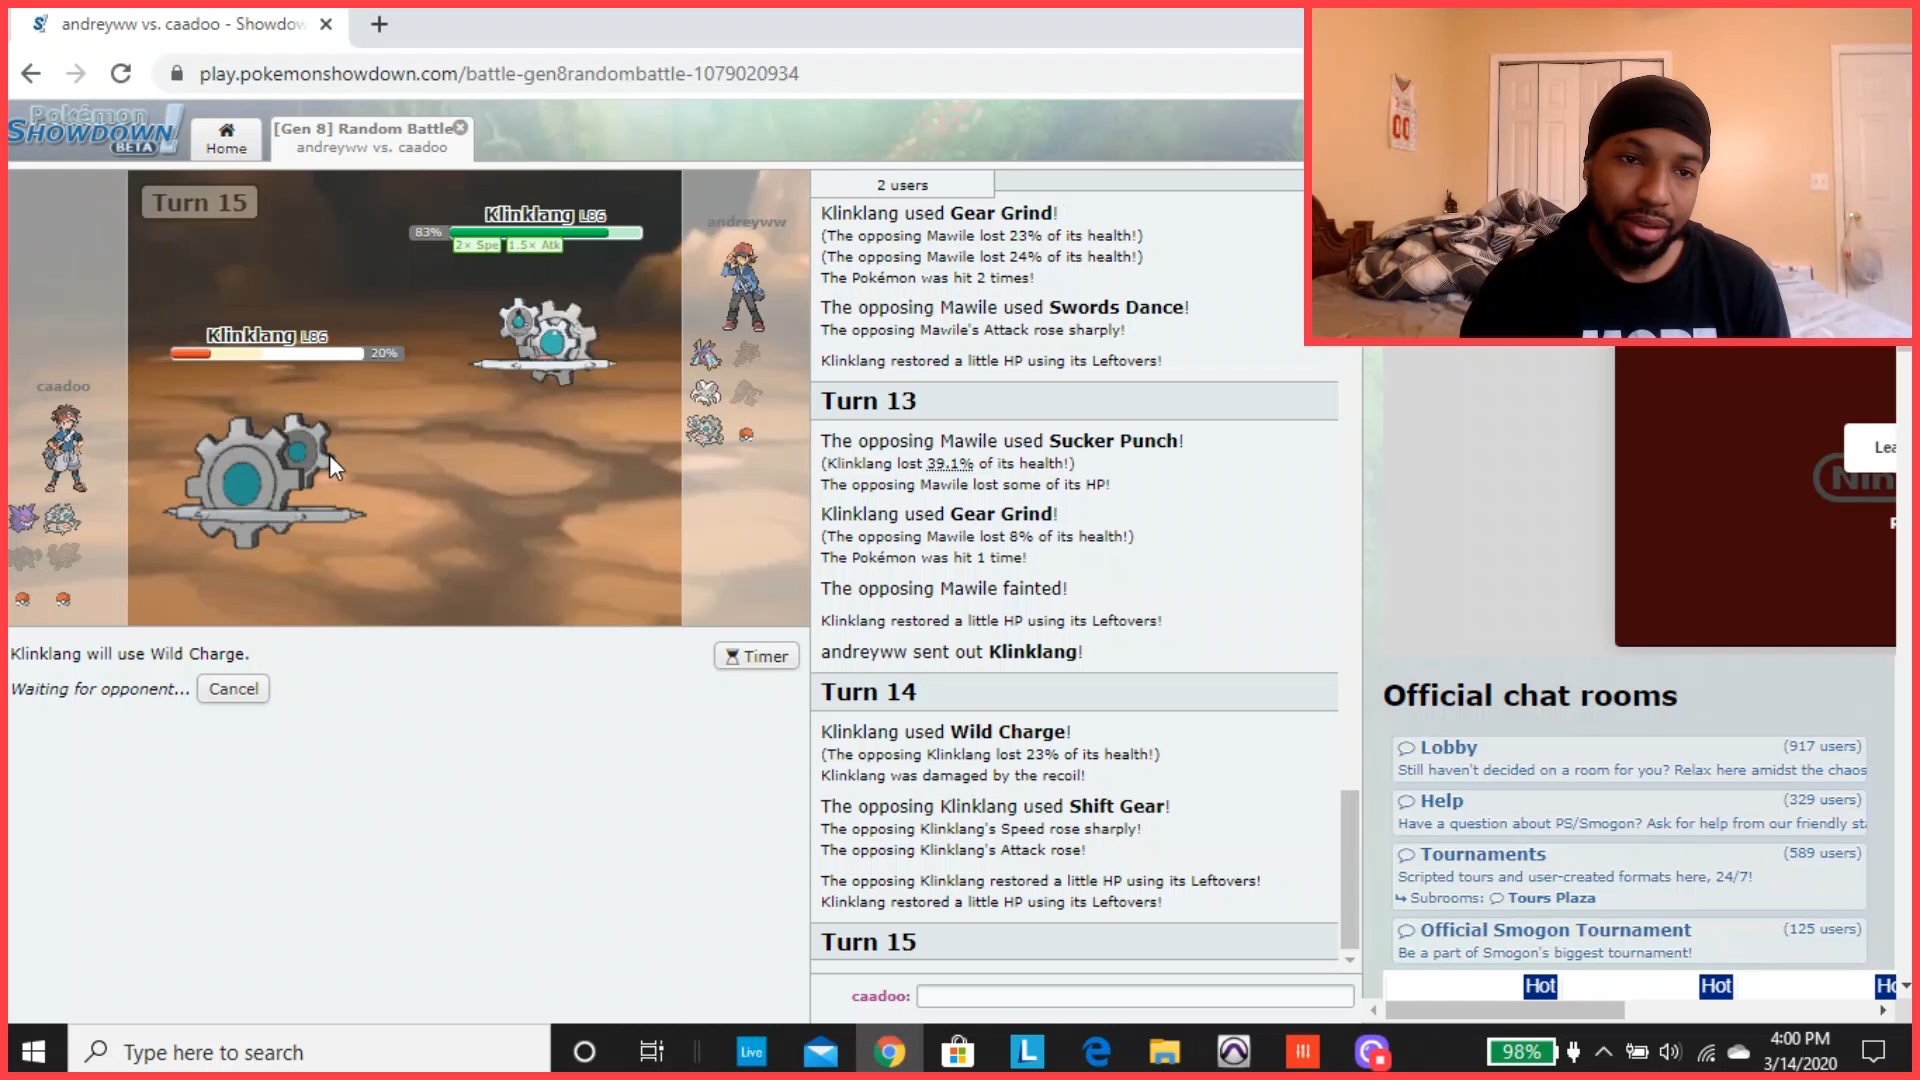 andreyww vs. caadoo - Showdow
play.pokemonshowdown.com/battle-gen8randombattle-1079020934
Pokémon
SHOWDOWN!
BETA
Home
[Gen 8] Random Battle
andreyww vs. caadoo
Turn 15
Klinklang L86
83%
2× Spe 1.5× Atk
Klinklang L86
20%
andreyww
caadoo
Klinklang will use Wild Charge.
Waiting for opponent... Cancel
Timer
2 users
Klinklang used Gear Grind!
(The opposing Mawile lost 23% of its health!)
(The opposing Mawile lost 24% of its health!)
The Pokémon was hit 2 times!
The opposing Mawile used Swords Dance!
The opposing Mawile's Attack rose sharply!
Klinklang restored a little HP using its Leftovers!
Turn 13
The opposing Mawile used Sucker Punch!
(Klinklang lost 39.1% of its health!)
The opposing Mawile lost some of its HP!
Klinklang used Gear Grind!
(The opposing Mawile lost 8% of its health!)
The Pokémon was hit 1 time!
The opposing Mawile fainted!
Klinklang restored a little HP using its Leftovers!
andreyww sent out Klinklang!
Turn 14
Klinklang used Wild Charge!
(The opposing Klinklang lost 23% of its health!)
Klinklang was damaged by the recoil!
The opposing Klinklang used Shift Gear!
The opposing Klinklang's Speed rose sharply!
The opposing Klinklang's Attack rose!
The opposing Klinklang restored a little HP using its Leftovers!
Klinklang restored a little HP using its Leftovers!
Turn 15
caadoo:
00
Lea
Nin
Official chat rooms
Lobby (917 users)
Still haven't decided on a room for you? Relax here amidst the chaos
Help (329 users)
Have a question about PS/Smogon? Ask for help from our friendly st
Tournaments (589 users)
Scripted tours and user-created formats here, 24/7!
Subrooms: Tours Plaza
Official Smogon Tournament (125 users)
Be a part of Smogon's biggest tournament!
Hot Hot
Type here to search
Live
98%
4:00 PM
3/14/2020